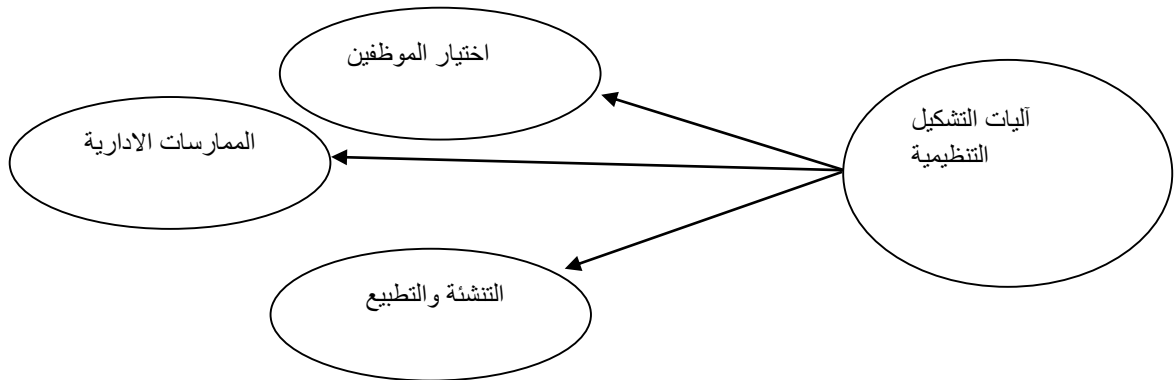 آليات التشكيل
التنظيمية
اختيار الموظفين
الممارسات الادارية
التنشئة والتطبيع